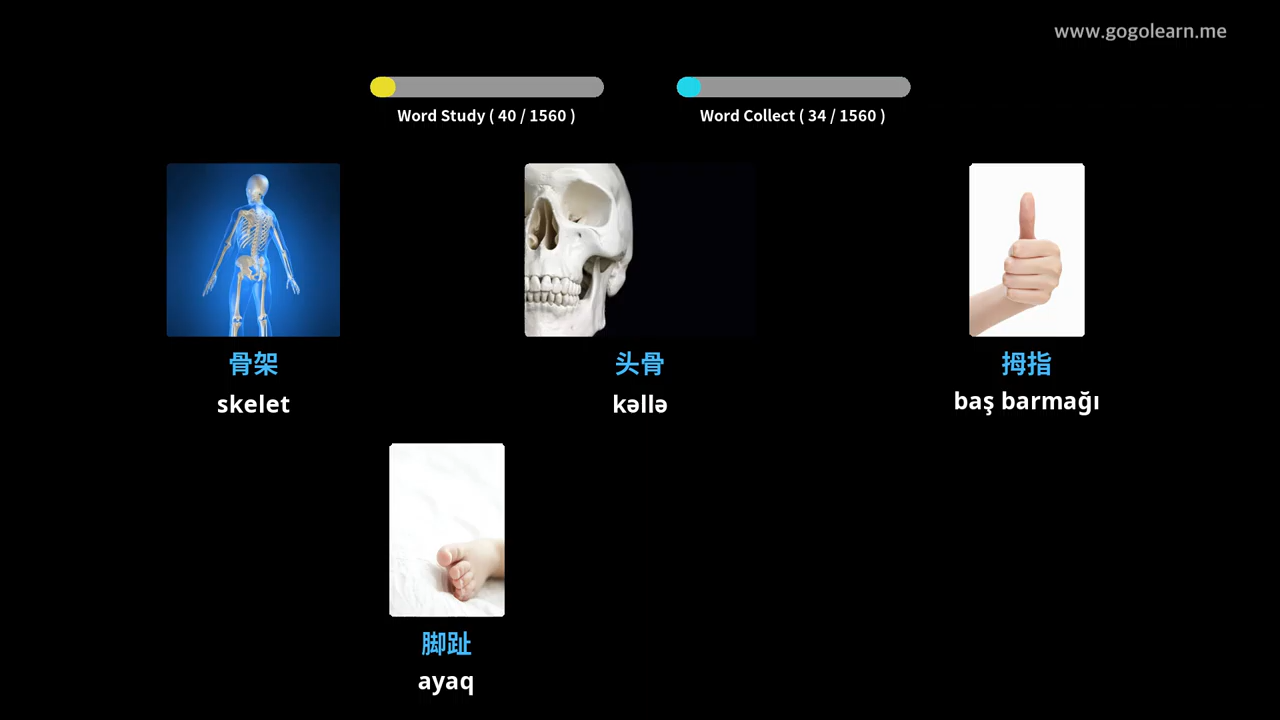 www.gogolearn.me
Word Study ( 40 / 1560 )
Word Collect ( 34 / 1560 )
骨架
头骨
拇指
skelet
kəllə
baş barmağı
脚趾
ayaq